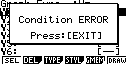 Condition ERROR
Press:[EXIT]
Y6: [—]
SEL DEL TYPE STYL GMEM DRAW